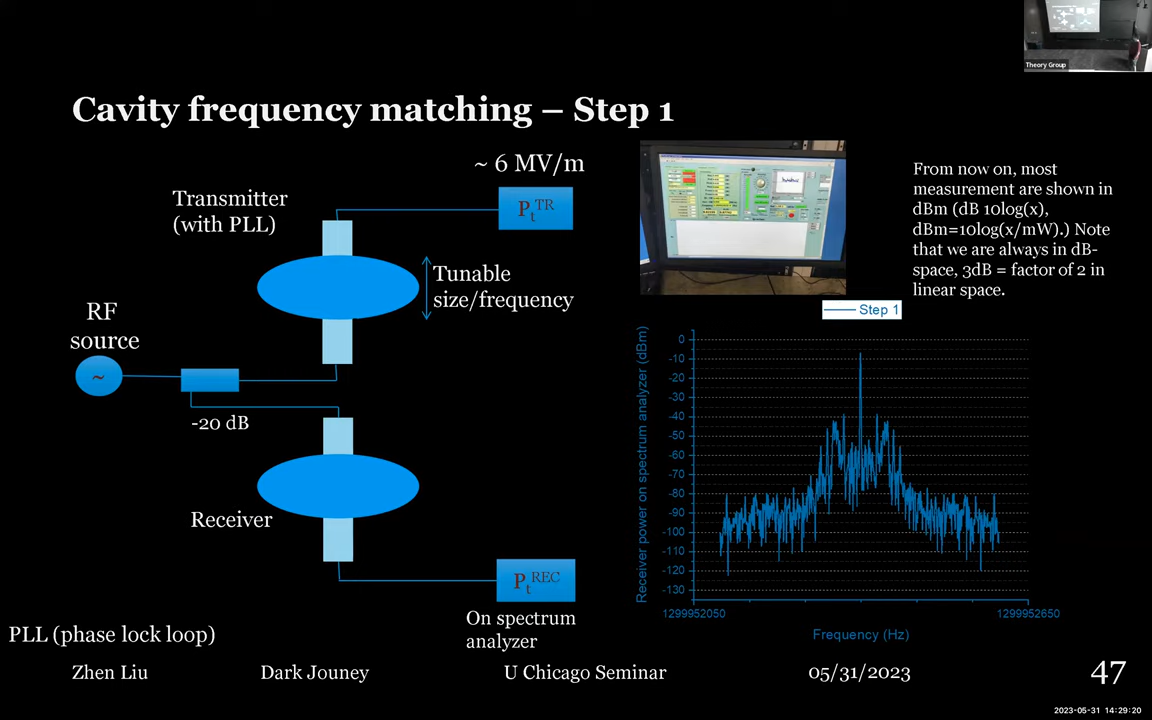 Theory Group
Cavity frequency matching – Step 1
~ 6 MV/m
Transmitter
(with PLL)
PtTR
Tunable
size/frequency
RF
source
~
-20 dB
Receiver
PtREC
On spectrum
analyzer
PLL (phase lock loop)
From now on, most
measurement are shown in
dBm (dB 10log(x),
dBm=10log(x/mW).) Note
that we are always in dB-
space, 3dB = factor of 2 in
linear space.
Step 1
Receiver power on spectrum analyzer (dBm)
0
-10
-20
-30
-40
-50
-60
-70
-80
-90
-100
-110
-120
-130
1299952050
1299952650
Frequency (Hz)
Zhen Liu
Dark Jouney
U Chicago Seminar
05/31/2023
47
2023-05-31 14:29:20